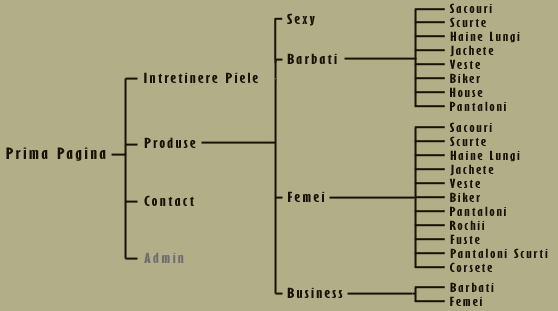 Prima Pagina
Intretinere Piele
Produse
Contact
Admin
Sexy
Barbati
Femei
Business
Sacouri
Scurte
Haine Lungi
Jachete
Veste
Biker
House
Pantaloni
Sacouri
Scurte
Haine Lungi
Jachete
Veste
Biker
Pantaloni
Rochii
Fuste
Pantaloni Scurti
Corsete
Barbati
Femei